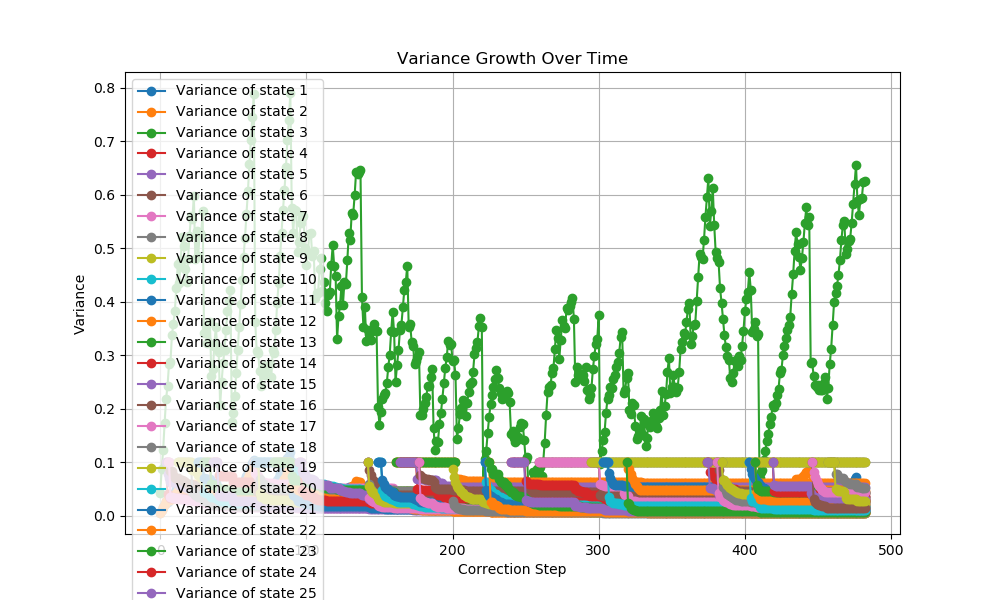 Variance Growth Over Time
Variance
0.8
0.7
0.6
0.5
0.4
0.3
0.2
0.1
0.0
Variance of state 1
Variance of state 2
Variance of state 3
Variance of state 4
Variance of state 5
Variance of state 6
Variance of state 7
Variance of state 8
Variance of state 9
Variance of state 10
Variance of state 11
Variance of state 12
Variance of state 13
Variance of state 14
Variance of state 15
Variance of state 16
Variance of state 17
Variance of state 18
Variance of state 19
Variance of state 20
Variance of state 21
Variance of state 22
Variance of state 23
Variance of state 24
Variance of state 25
0 100 200 300 400 500
Correction Step